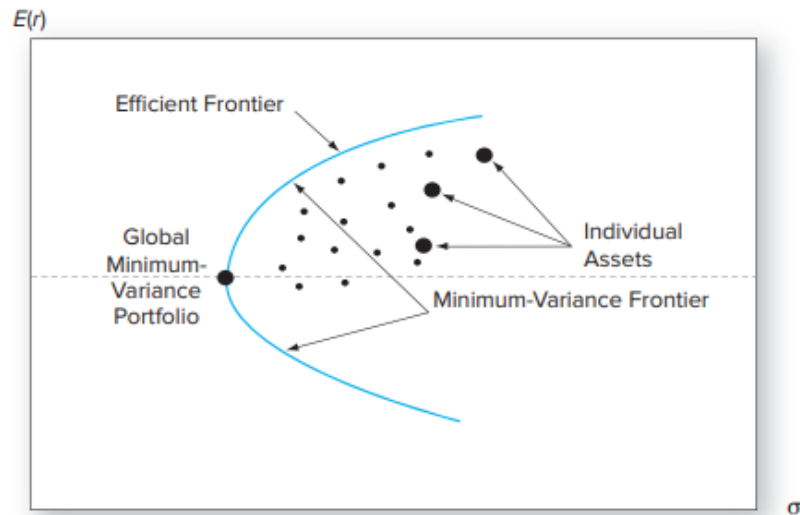 E(r)
Efficient Frontier
Global
Minimum-
Variance
Portfolio
Individual
Assets
Minimum-Variance Frontier
σ